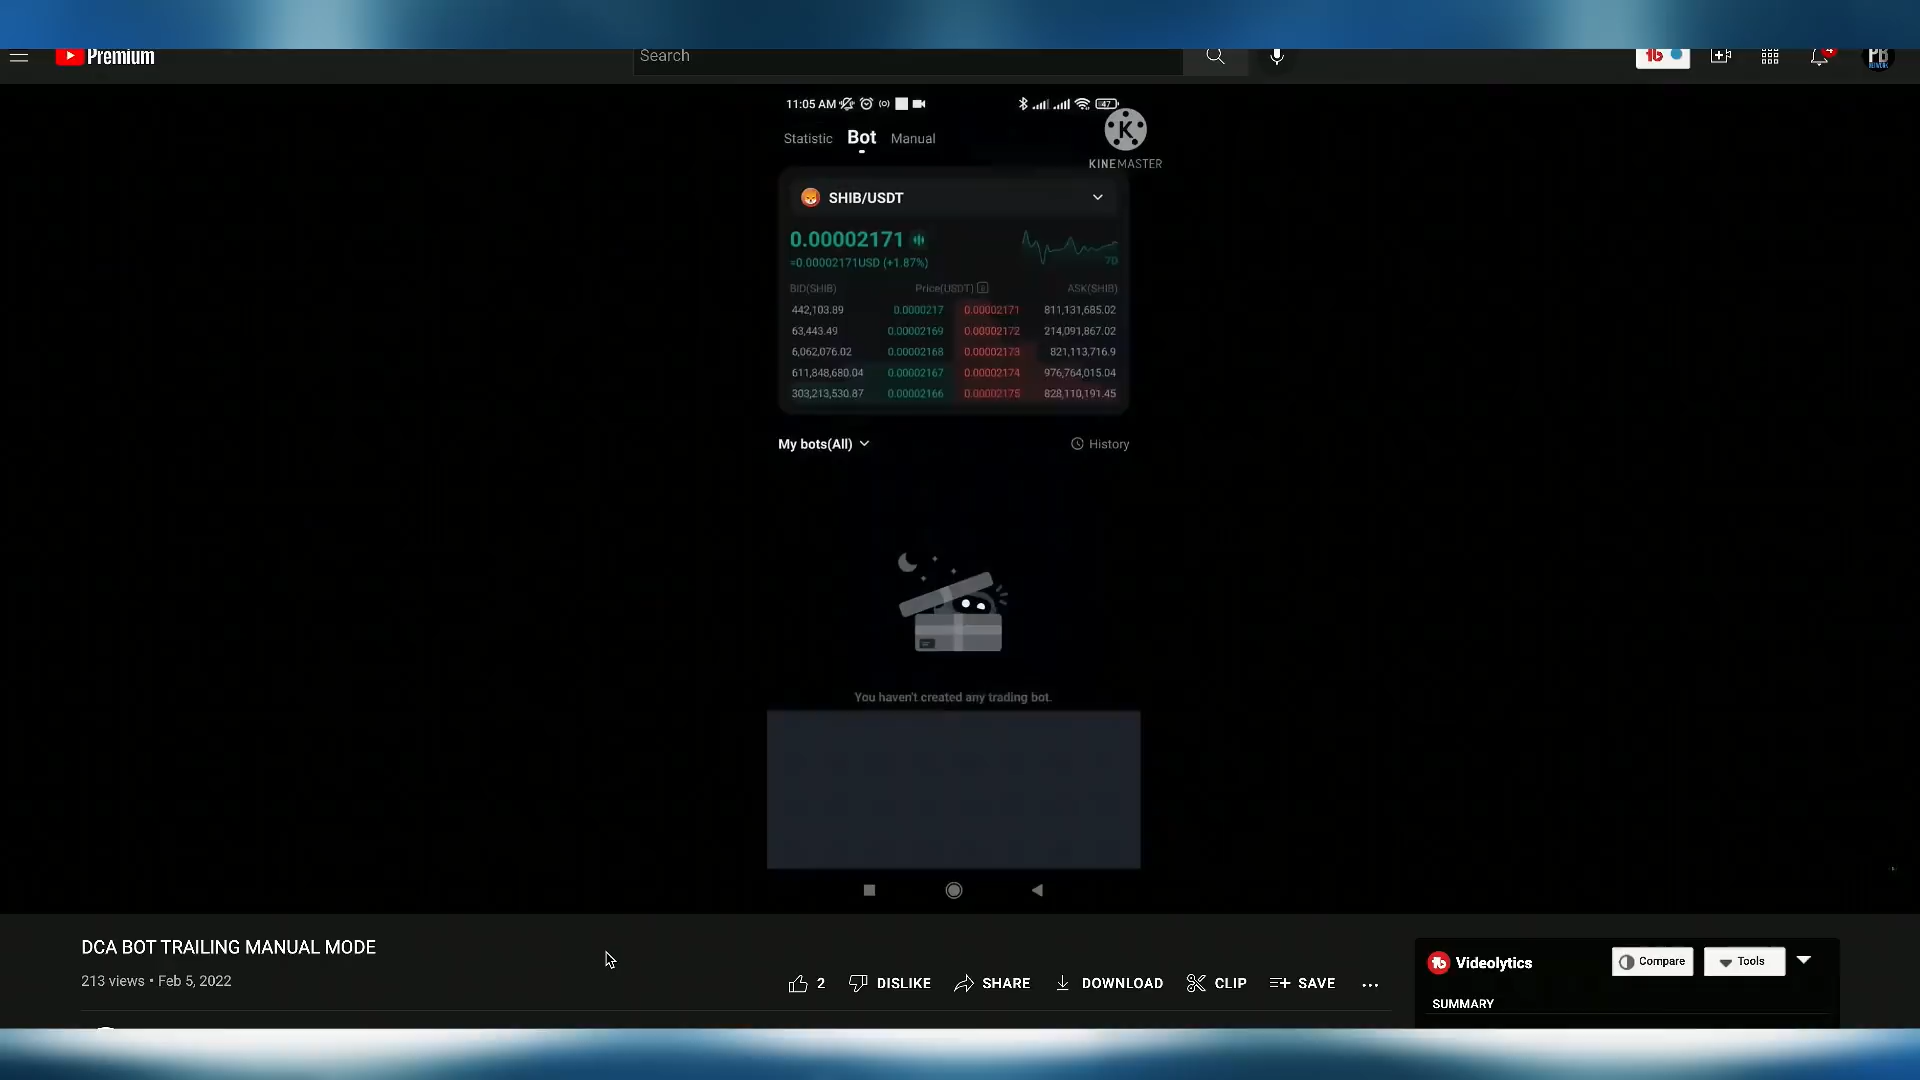 Premium
Search
4
PB
11:05 AM
47
Statistic Bot Manual
K
KINEMASTER
SHIB/USDT
0.00002171
≈0.00002171USD (+1.87%)
7D
BID(SHIB) Price(USDT) ASK(SHIB)
442,103.89 0.0000217 0.00002171 811,131,685.02
63,443.49 0.00002169 0.00002172 214,091,867.02
6,062,076.02 0.00002168 0.00002173 821,113,716.9
611,848,680.04 0.00002167 0.00002174 976,764,015.04
303,213,530.87 0.00002166 0.00002175 828,110,191.45
My bots(All) History
You haven't created any trading bot.
DCA BOT TRAILING MANUAL MODE
213 views • Feb 5, 2022
2 DISLIKE SHARE DOWNLOAD CLIP SAVE ...
Videolytics Compare Tools
SUMMARY